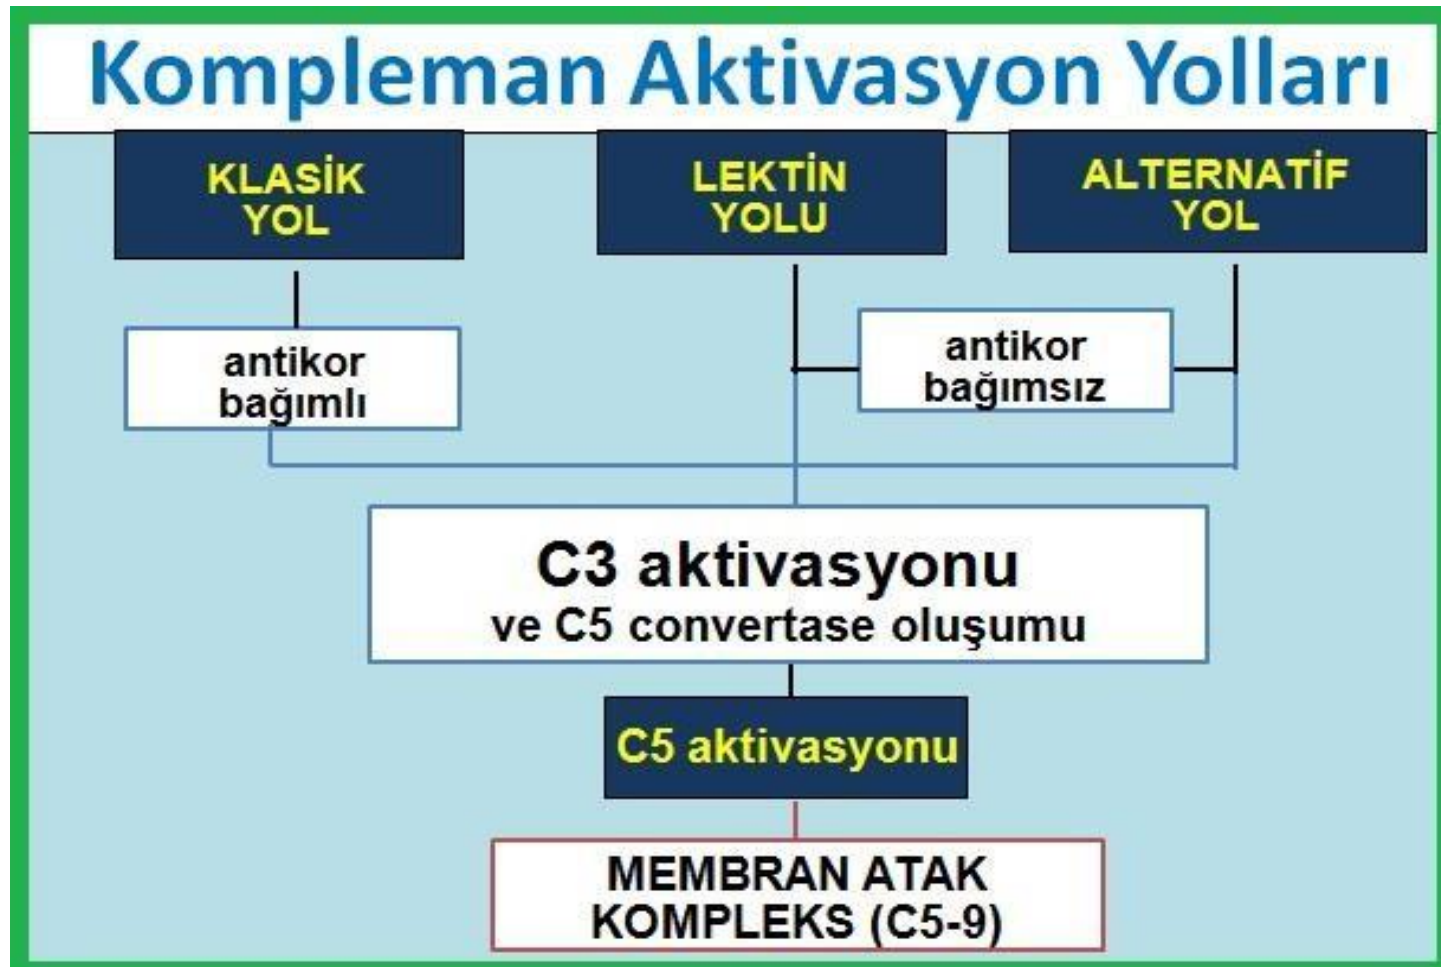 Kompleman Aktivasyon Yolları
KLASİK
YOL
LEKTİN
YOLU
ALTERNATİF
YOL
antikor
bağımlı
antikor
bağımsız
C3 aktivasyonu
ve C5 convertase oluşumu
C5 aktivasyonu
MEMBRAN ATAK
KOMPLEKS (C5-9)